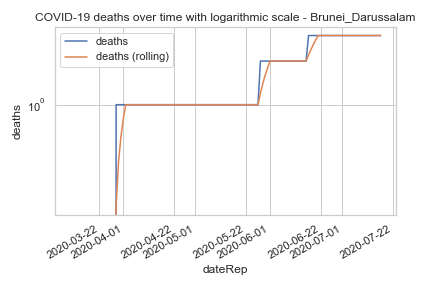 COVID-19 deaths over time with logarithmic scale - Brunei_Darussalam
deaths
deaths (rolling)
10^0
deaths
2020-03-22
2020-04-01
2020-04-22
2020-05-01
2020-05-22
2020-06-01
2020-06-22
2020-07-01
2020-07-22
dateRep